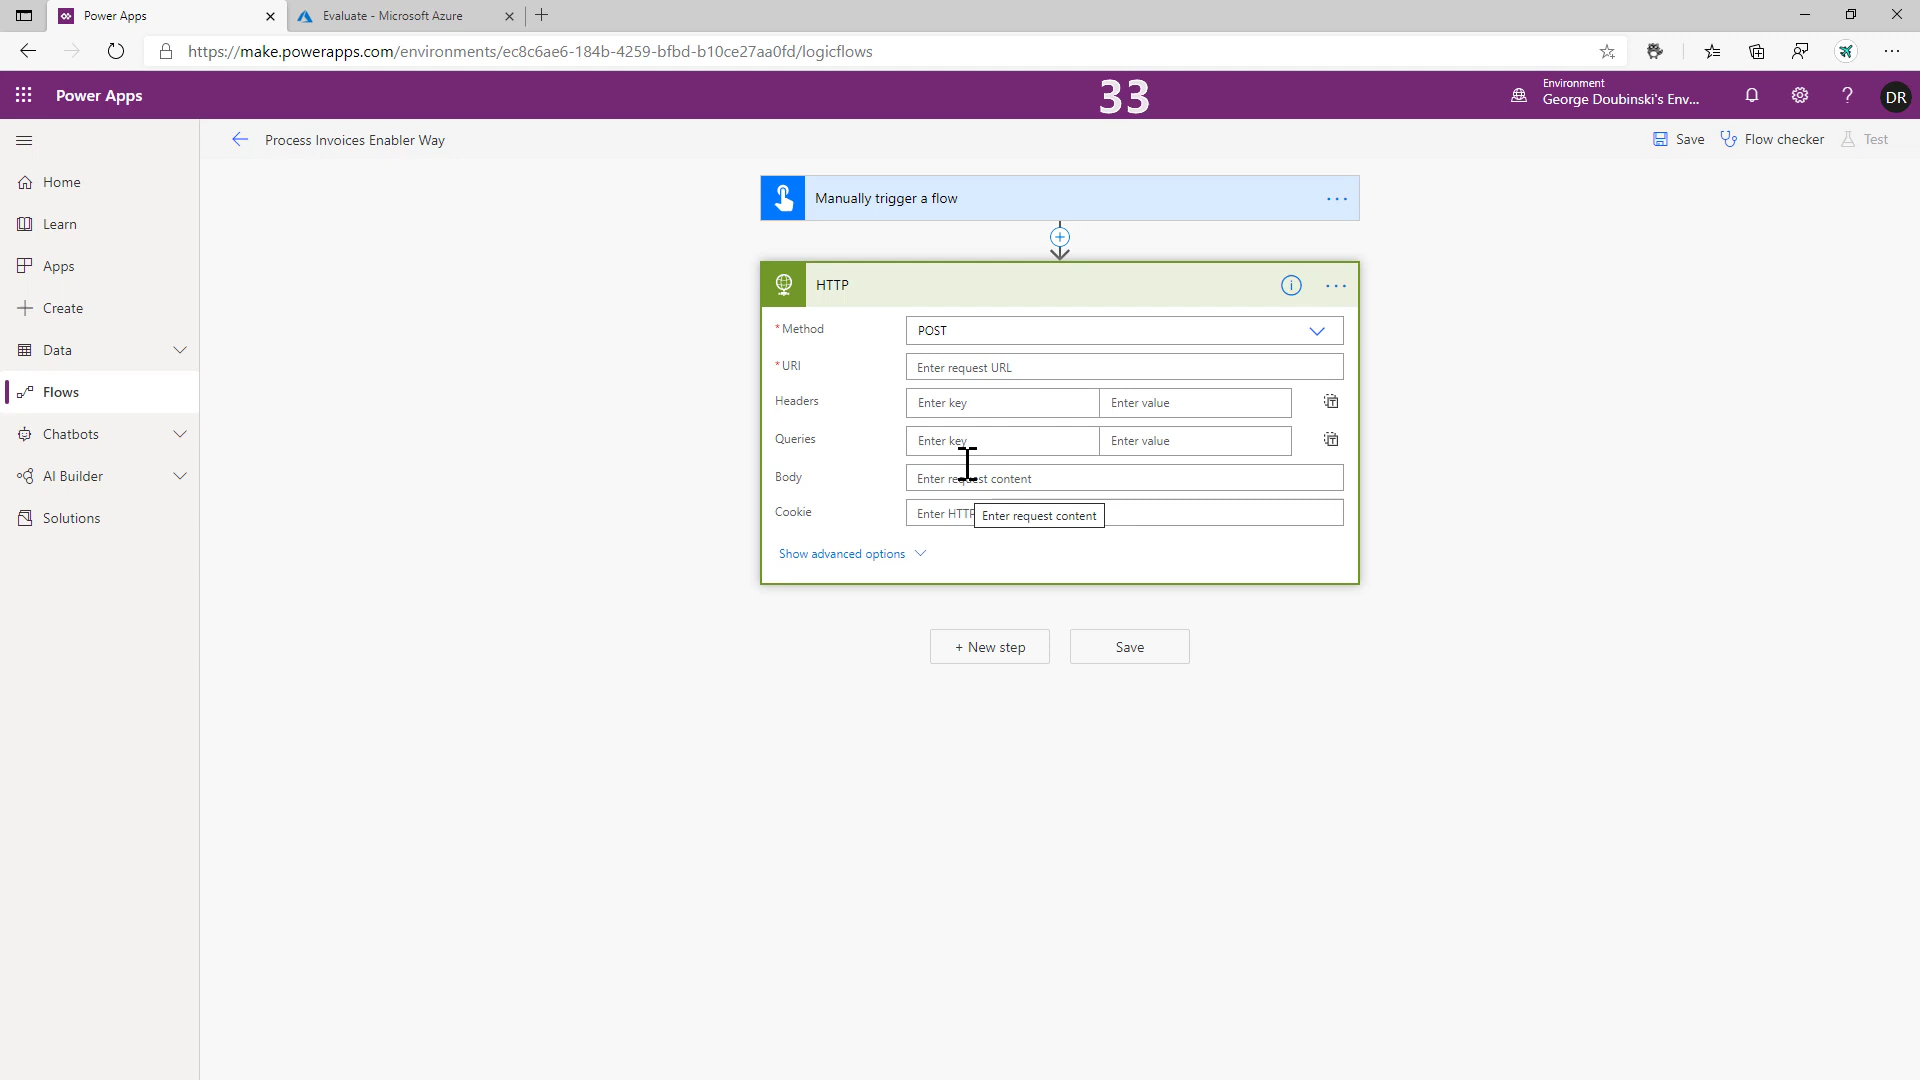 Power Apps
Evaluate - Microsoft Azure
https://make.powerapps.com/environments/ec8c6ae6-184b-4259-bfbd-b10ce27aa0fd/logicflows
Power Apps
33
Environment
George Doubinski's Env...
?
DR
Process Invoices Enabler Way
Save
Flow checker
Test
Home
Learn
Apps
Create
Data
Flows
Chatbots
AI Builder
Solutions
Manually trigger a flow
HTTP
* Method
POST
* URI
Enter request URL
Headers
Enter key
Enter value
Queries
Enter key
Enter value
Body
Enter request content
Cookie
Enter HTTP
Enter request content
Show advanced options
+ New step
Save